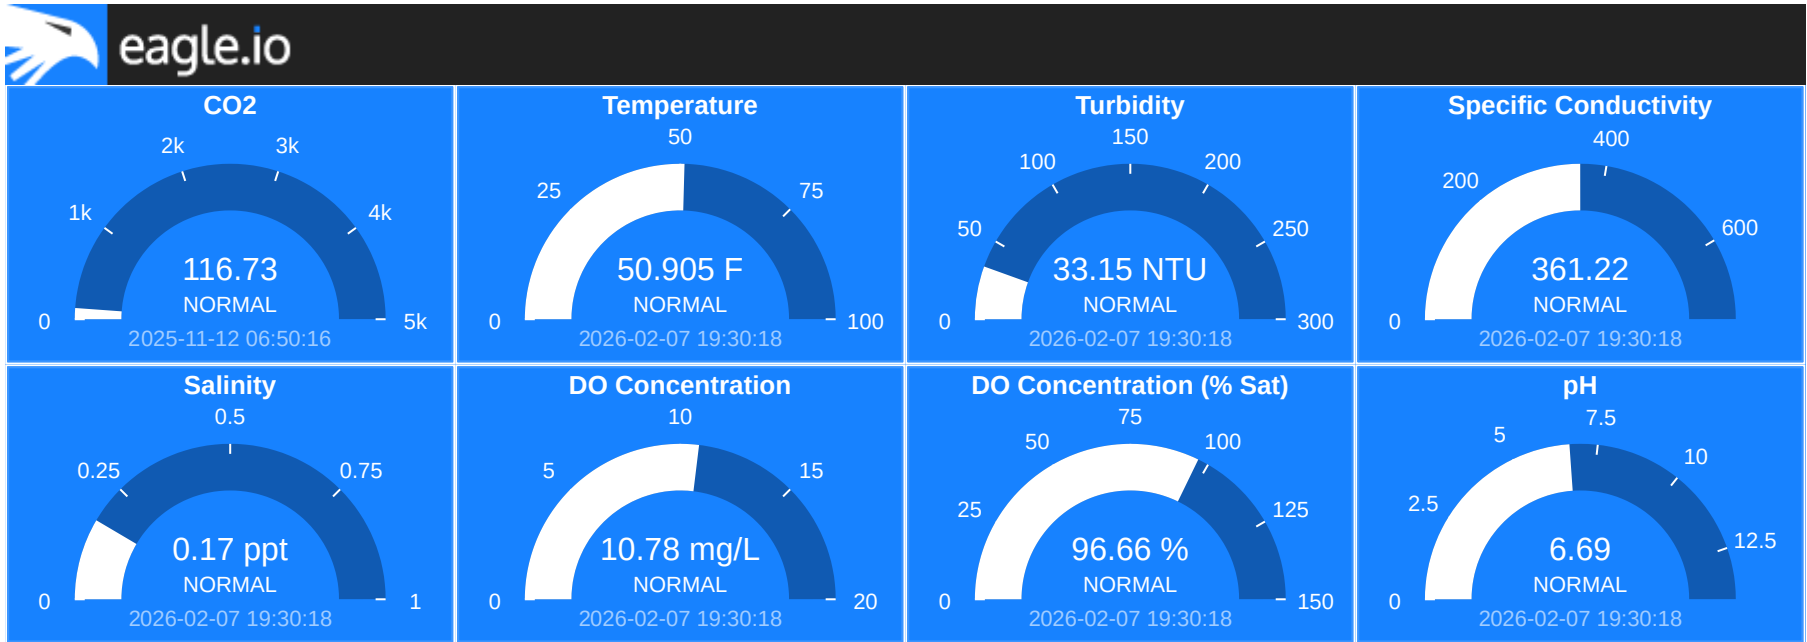 eagle.io
CO2
0
1k
2k
3k
4k
5k
116.73
NORMAL
2025-11-12 06:50:16
Temperature
0
25
50
75
100
50.905 F
NORMAL
2026-02-07 19:30:18
Turbidity
0
50
100
150
200
250
300
33.15 NTU
NORMAL
2026-02-07 19:30:18
Specific Conductivity
0
200
400
600
361.22
NORMAL
2026-02-07 19:30:18
Salinity
0
0.25
0.5
0.75
1
0.17 ppt
NORMAL
2026-02-07 19:30:18
DO Concentration
0
5
10
15
20
10.78 mg/L
NORMAL
2026-02-07 19:30:18
DO Concentration (% Sat)
0
25
50
75
100
125
150
96.66 %
NORMAL
2026-02-07 19:30:18
pH
0
2.5
5
7.5
10
12.5
6.69
NORMAL
2026-02-07 19:30:18